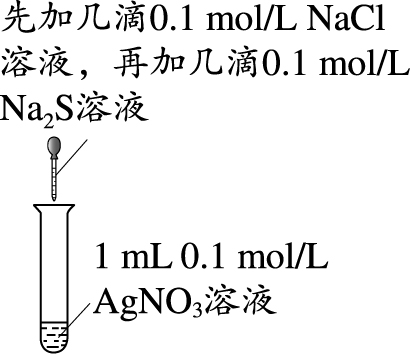 先加几滴0.1 mol/L NaCl
溶液，再加几滴0.1 mol/L
Na₂S溶液
1 mL 0.1 mol/L
AgNO₃溶液